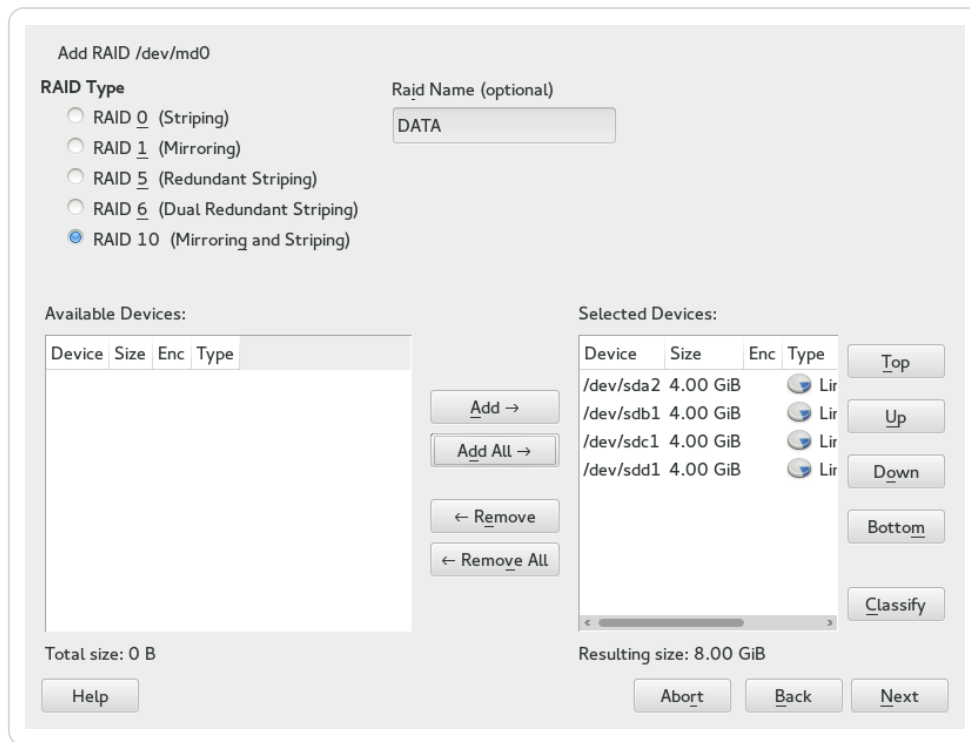 Add RAID /dev/md0
RAID Type
RAID 0 (Striping)
RAID 1 (Mirroring)
RAID 5 (Redundant Striping)
RAID 6 (Dual Redundant Striping)
RAID 10 (Mirroring and Striping)
Raid Name (optional)
DATA
Available Devices:
Device Size Enc Type
Total size: 0 B
Add →
Add All →
← Remove
← Remove All
Selected Devices:
Device Size Enc Type
/dev/sda2 4.00 GiB Lin
/dev/sdb1 4.00 GiB Lin
/dev/sdc1 4.00 GiB Lin
/dev/sdd1 4.00 GiB Lin
Resulting size: 8.00 GiB
Top
Up
Down
Bottom
Classify
Help
Abort
Back
Next